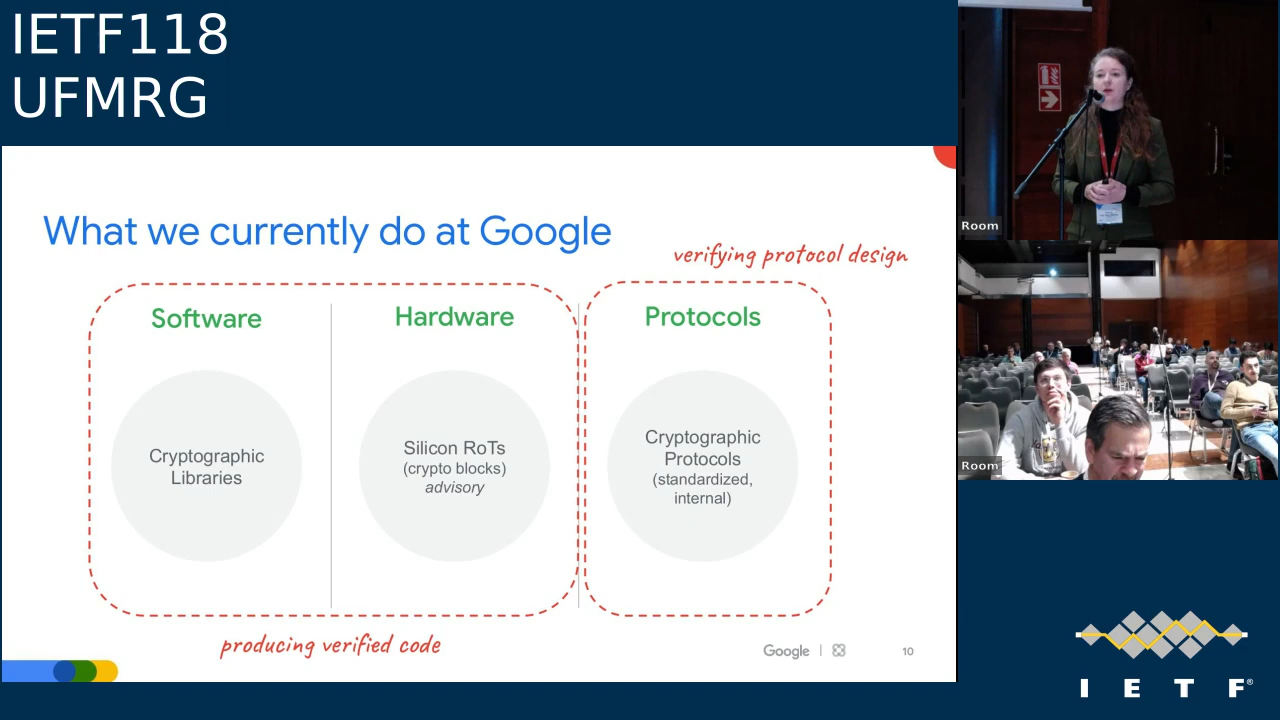 IETF118
UFMRG
What we currently do at Google
verifying protocol design
Software
Hardware
Protocols
Cryptographic
Libraries
Silicon RoTs
(crypto blocks)
advisory
Cryptographic
Protocols
(standardized,
internal)
producing verified code
Google
10
Room
Room
I E T F®